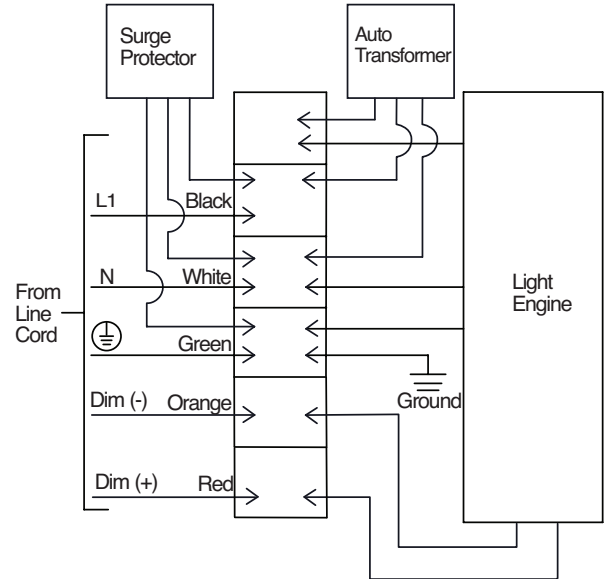 Surge
Protector
Auto
Transformer
L1
Black
N
White
From
Line
Cord
Green
Light
Engine
Ground
Dim (-)
Orange
Dim (+)
Red